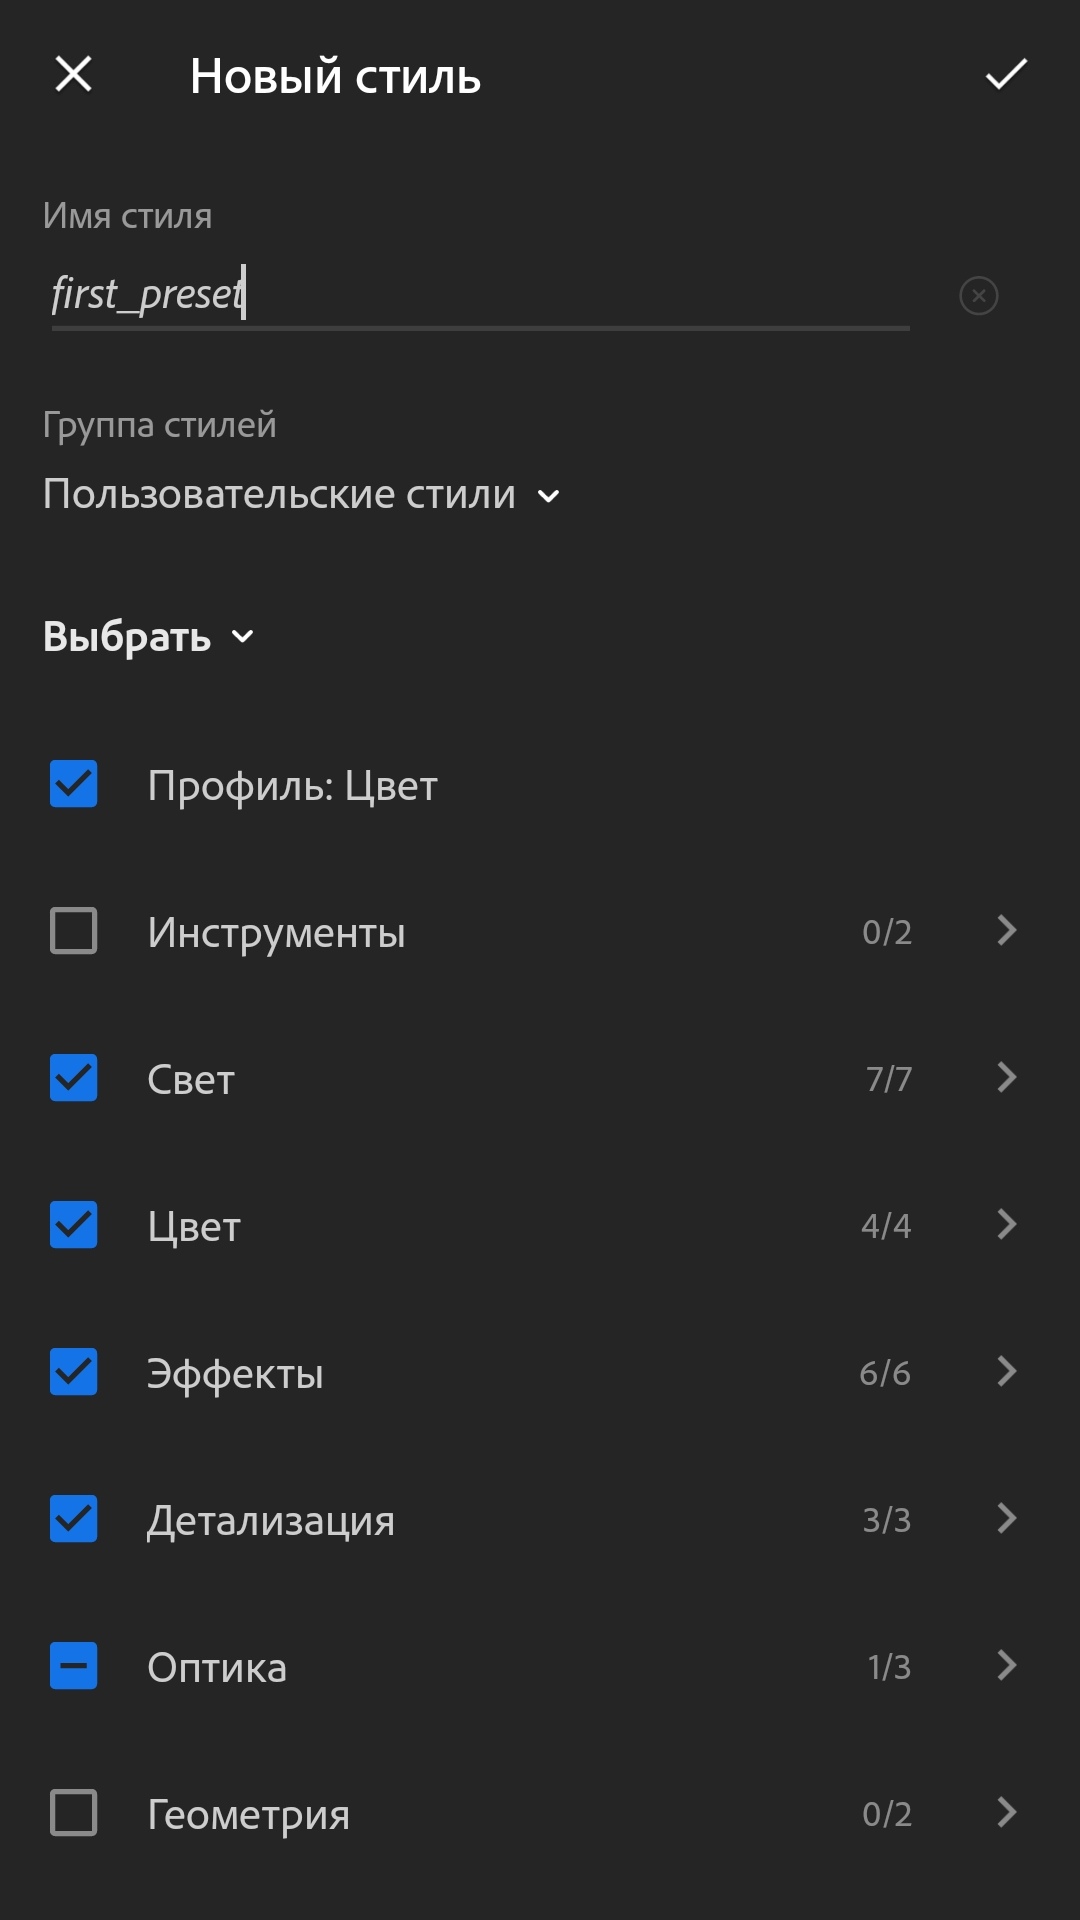 Новый стиль
Имя стиля
first_preset
Группа стилей
Пользовательские стили
Выбрать
Профиль: Цвет
Инструменты 0/2
Свет 7/7
Цвет 4/4
Эффекты 6/6
Детализация 3/3
Оптика 1/3
Геометрия 0/2